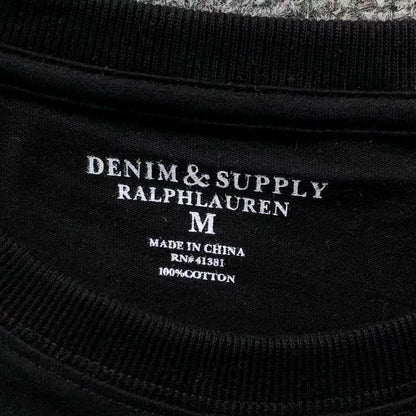 DENIM & SUPPLY
RALPHLAUREN
M
MADE IN CHINA
RN# 41381
100%COTTON